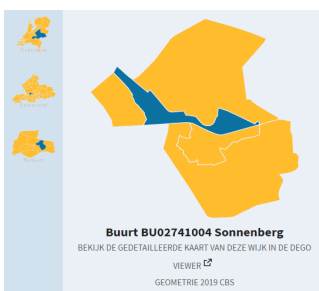 Buurt BU02741004 Sonnenberg
BEKIJK DE GEDETAILLEERDE KAART VAN DEZE WIJK IN DE DEGO
VIEWER
GEOMETRIE 2019 CBS